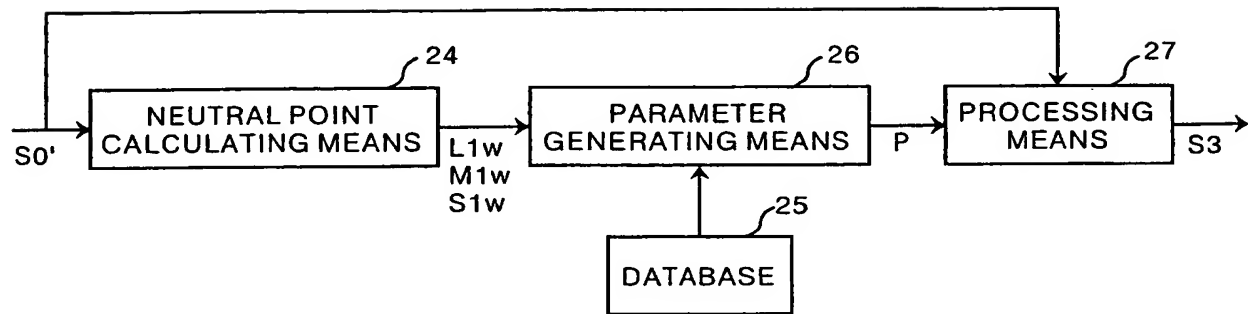 24
26
27
NEUTRAL POINT
CALCULATING MEANS
PARAMETER
GENERATING MEANS
PROCESSING
MEANS
S0'
L1w
M1w
S1w
P
S3
25
DATABASE